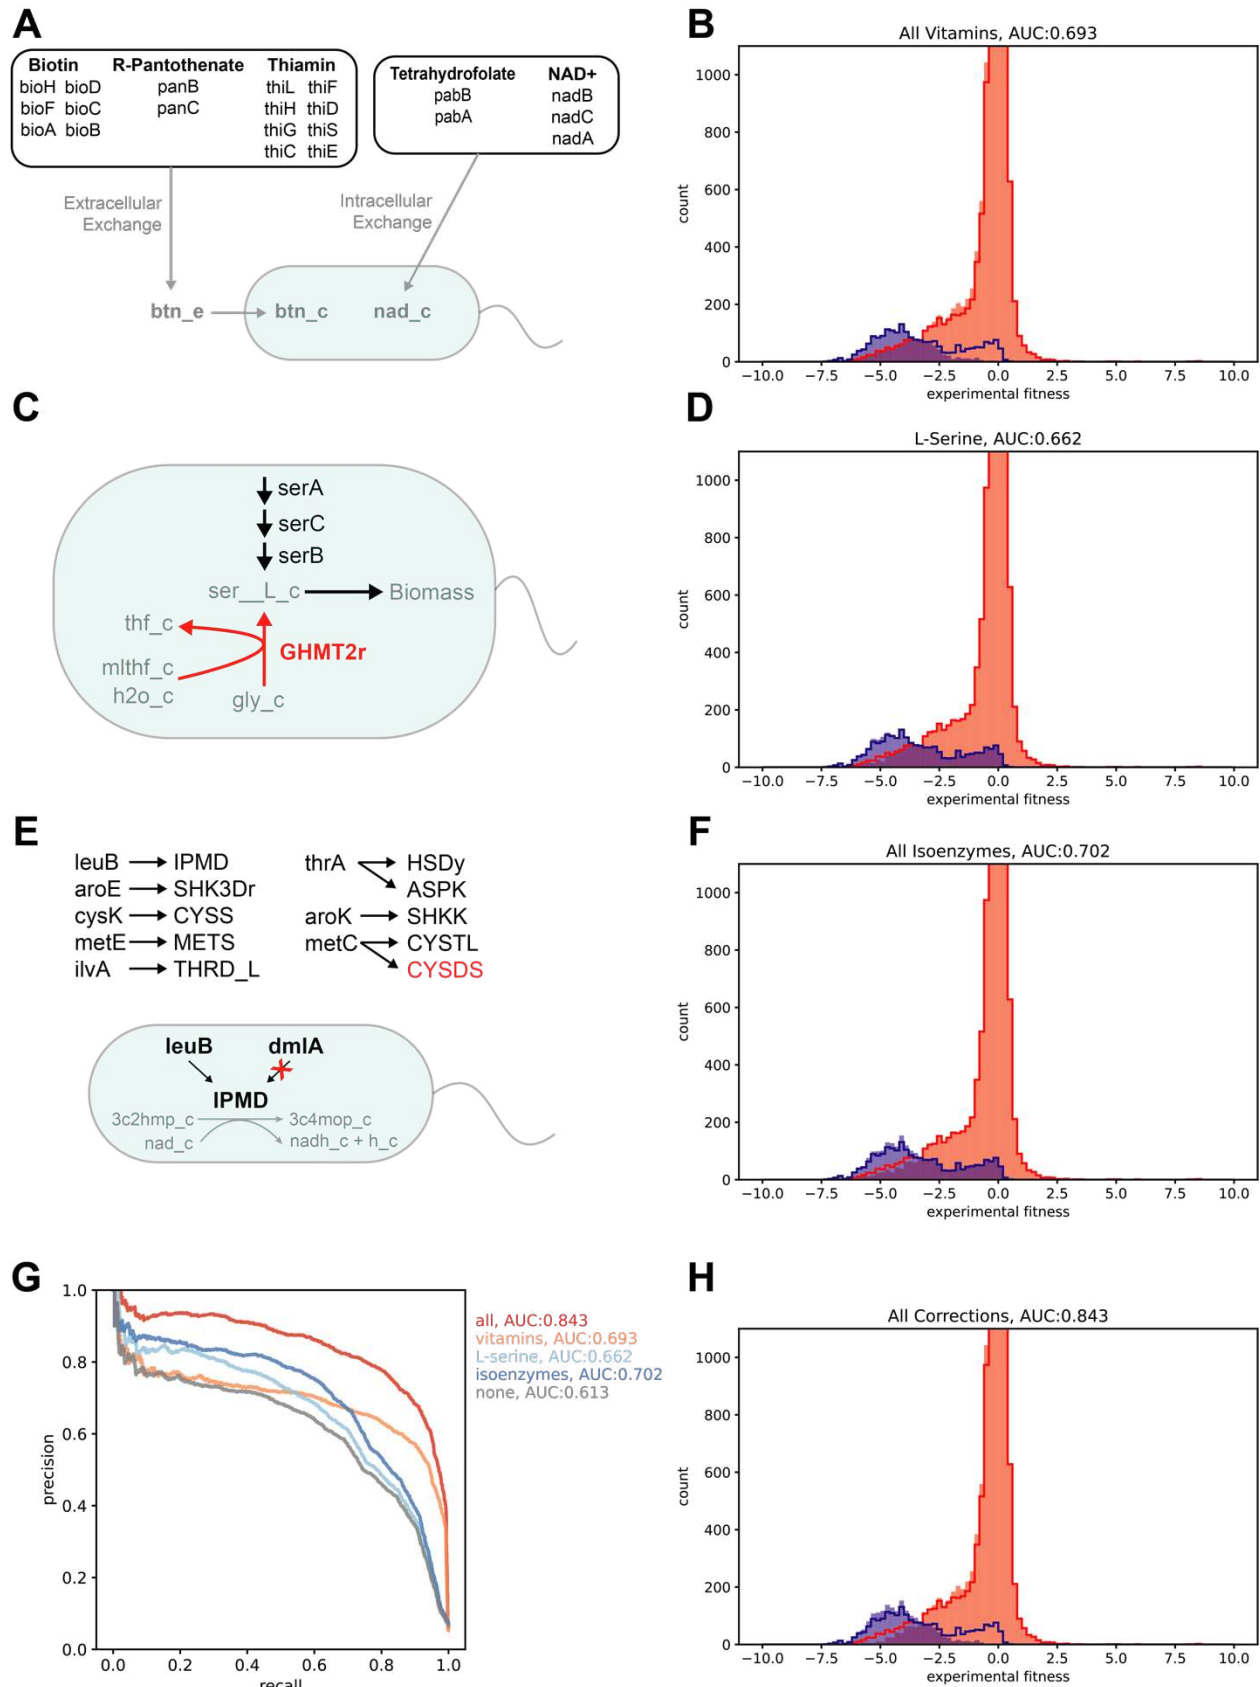 A
Biotin R-Pantothenate Thiamin
bioH bioD panB thiL thiF
bioF bioC panC thiH thiD
bioA bioB thiG thiS
thiC thiE
Tetrahydrofolate NAD+
pabB nadB
pabA nadC
nadA
Extracellular
Exchange
Intracellular
Exchange
btn_e btn_c nad_c
B
All Vitamins, AUC:0.693
1000
800
600
400
200
0
count
−10.0 −7.5 −5.0 −2.5 0.0 2.5 5.0 7.5 10.0
experimental fitness
C
serA
serC
serB
ser__L_c Biomass
thf_c
GHMT2r
mlthf_c
h2o_c
gly_c
D
L-Serine, AUC:0.662
1000
800
600
400
200
0
count
−10.0 −7.5 −5.0 −2.5 0.0 2.5 5.0 7.5 10.0
experimental fitness
E
leuB IPMD
aroE SHK3Dr
cysK CYSS
metE METS
ilvA THRD_L
thrA HSDy
ASPK
aroK SHKK
metC CYSTL
CYSDS
leuB dmlA
IPMD
3c2hmp_c 3c4mop_c
nad_c nadh_c + h_c
F
All Isoenzymes, AUC:0.702
1000
800
600
400
200
0
count
−10.0 −7.5 −5.0 −2.5 0.0 2.5 5.0 7.5 10.0
experimental fitness
G
1.0
0.8
0.6
0.4
0.2
0.0
precision
0.0 0.2 0.4 0.6 0.8 1.0
recall
all, AUC:0.843
vitamins, AUC:0.693
L-serine, AUC:0.662
isoenzymes, AUC:0.702
none, AUC:0.613
H
All Corrections, AUC:0.843
1000
800
600
400
200
0
count
−10.0 −7.5 −5.0 −2.5 0.0 2.5 5.0 7.5 10.0
experimental fitness